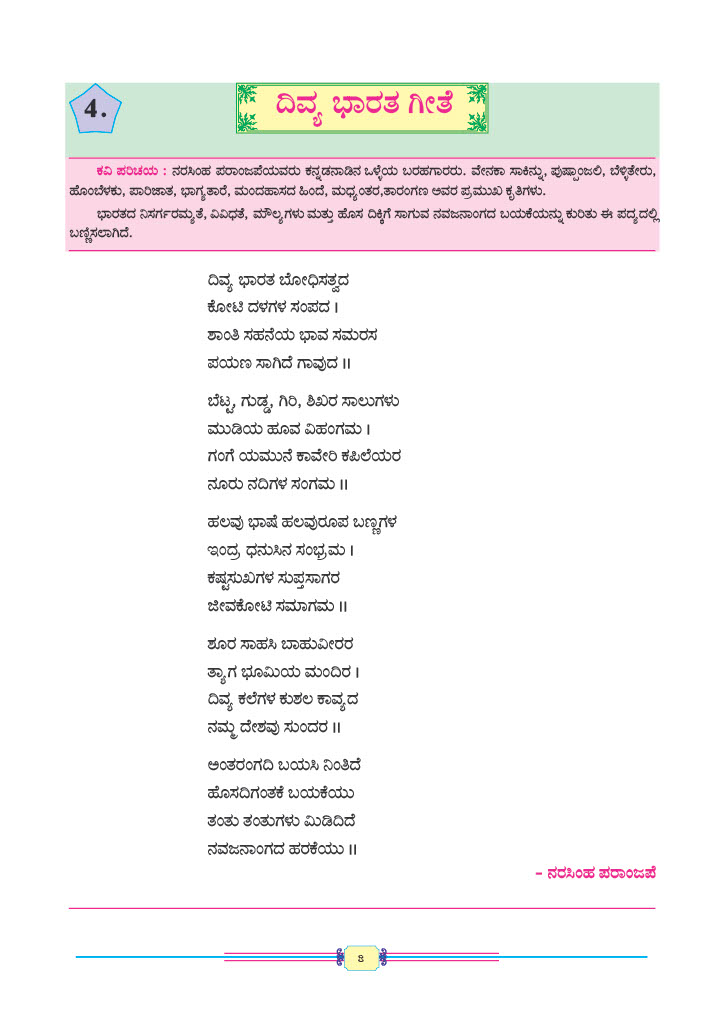 4.
ದಿವ್ಯ ಭಾರತ ಗೀತೆ
ಕವಿ ಪರಿಚಯ : ನರಸಿಂಹ ಪರಾಂಜಪೆಯವರು ಕನ್ನಡನಾಡಿನ ಒಳ್ಳೆಯ ಬರಹಗಾರರು. ವೇನಕಾ ಸಾಕಿನ್ನು, ಪುಷ್ಪಾಂಜಲಿ, ಬೆಳ್ಳಿತೇರು,
ಹೊಂಬೆಳಕು, ಪಾರಿಜಾತ, ಭಾಗ್ಯತಾರೆ, ಮಂದಹಾಸದ ಹಿಂದೆ, ಮಧ್ಯಂತರ,ತಾರಂಗಣ ಅವರ ಪ್ರಮುಖ ಕೃತಿಗಳು.
ಭಾರತದ ನಿಸರ್ಗರಮ್ಯತೆ, ವಿವಿಧತೆ, ಮೌಲ್ಯಗಳು ಮತ್ತು ಹೊಸ ದಿಕ್ಕಿಗೆ ಸಾಗುವ ನವಜನಾಂಗದ ಬಯಕೆಯನ್ನು ಕುರಿತು ಈ ಪದ್ಯದಲ್ಲಿ
ಬಣ್ಣಿಸಲಾಗಿದೆ.
ದಿವ್ಯ ಭಾರತ ಬೋಧಿಸತ್ವದ
ಕೋಟಿ ದಳಗಳ ಸಂಪದ ।
ಶಾಂತಿ ಸಹನೆಯ ಭಾವ ಸಮರಸ
ಪಯಣ ಸಾಗಿದೆ ಗಾವುದ ॥
ಬೆಟ್ಟ, ಗುಡ್ಡ, ಗಿರಿ, ಶಿಖರ ಸಾಲುಗಳು
ಮುಡಿಯ ಹೂವ ವಿಹಂಗಮ ।
ಗಂಗೆ ಯಮುನೆ ಕಾವೇರಿ ಕಪಿಲೆಯರ
ನೂರು ನದಿಗಳ ಸಂಗಮ ॥
ಹಲವು ಭಾಷೆ ಹಲವುರೂಪ ಬಣ್ಣಗಳ
ಇಂದ್ರ ಧನುಸಿನ ಸಂಭ್ರಮ ।
ಕಷ್ಟಸುಖಿಗಳ ಸುಪ್ತಸಾಗರ
ಜೀವಕೋಟಿ ಸಮಾಗಮ ॥
ಶೂರ ಸಾಹಸಿ ಬಾಹುವೀರರ
ತ್ಯಾಗ ಭೂಮಿಯ ಮಂದಿರ ।
ದಿವ್ಯ ಕಲೆಗಳ ಕುಶಲ ಕಾವ್ಯದ
ನಮ್ಮ ದೇಶವು ಸುಂದರ ॥
ಅಂತರಂಗದಿ ಬಯಸಿ ನಿಂತಿದೆ
ಹೊಸದಿಗಂತಕೆ ಬಯಕೆಯು
ತಂತು ತಂತುಗಳು ಮಿಡಿದಿದೆ
ನವಜನಾಂಗದ ಹರಕೆಯು ॥
– ನರಸಿಂಹ ಪರಾಂಜಪೆ